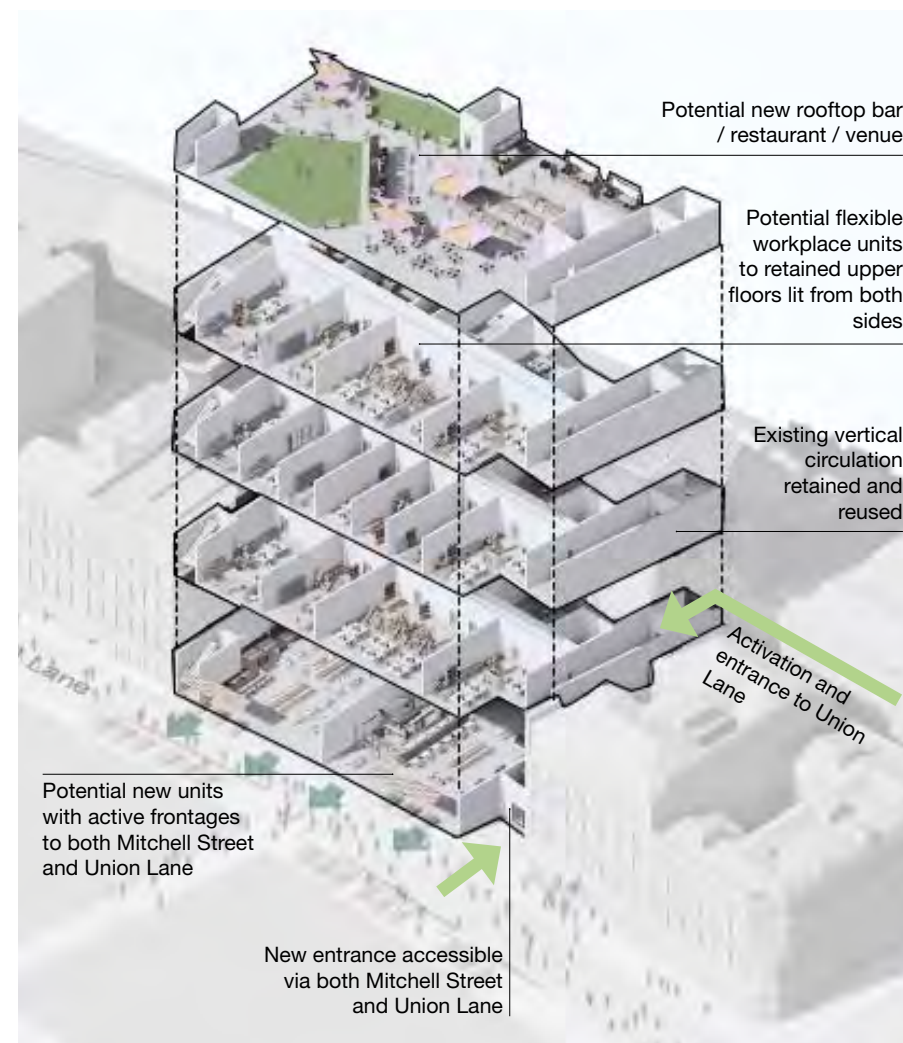 Potential new rooftop bar
/ restaurant / venue
Potential flexible
workplace units
to retained upper
floors lit from both
sides
Existing vertical
circulation
retained and
reused
Activation and
entrance to Union
Lane
Lane
Potential new units
with active frontages
to both Mitchell Street
and Union Lane
New entrance accessible
via both Mitchell Street
and Union Lane